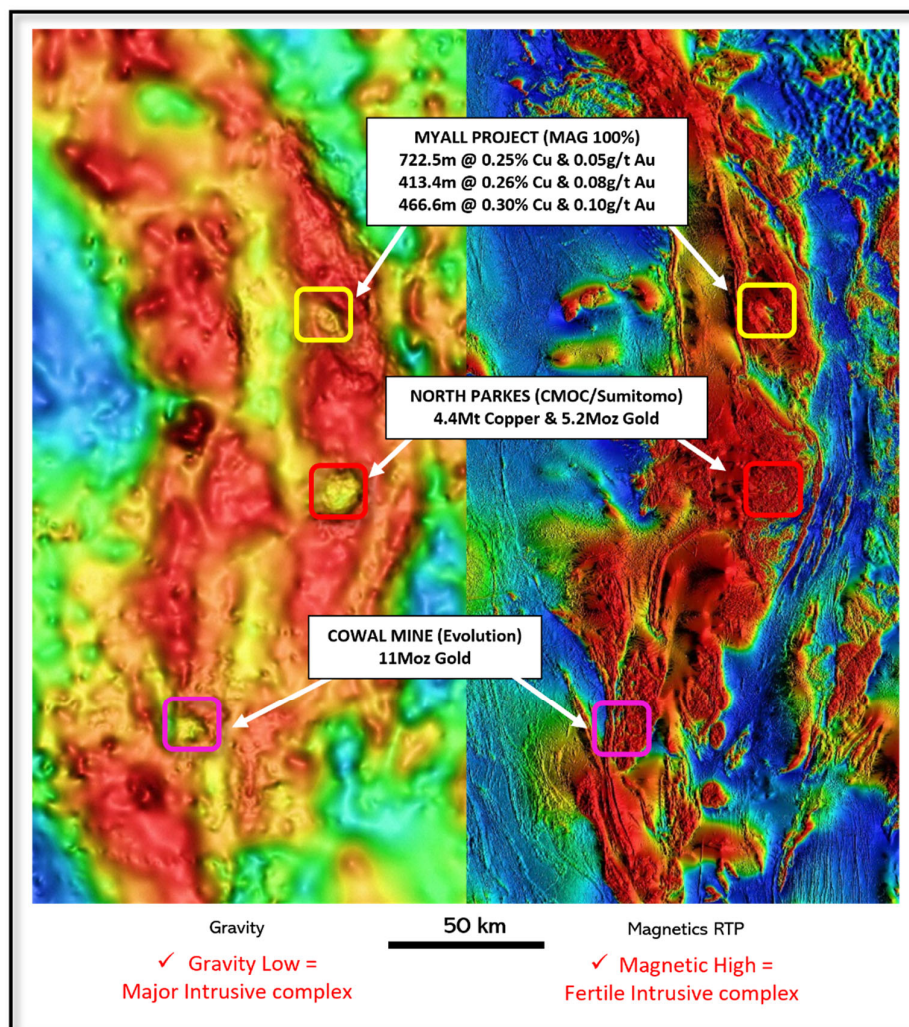 MYALL PROJECT (MAG 100%)
722.5m @ 0.25% Cu & 0.05g/t Au
413.4m @ 0.26% Cu & 0.08g/t Au
466.6m @ 0.30% Cu & 0.10g/t Au
NORTH PARKES (CMOC/Sumitomo)
4.4Mt Copper & 5.2Moz Gold
COWAL MINE (Evolution)
11Moz Gold
Gravity
50 km
Magnetics RTP
✓ Gravity Low =
Major Intrusive complex
✓ Magnetic High =
Fertile Intrusive complex